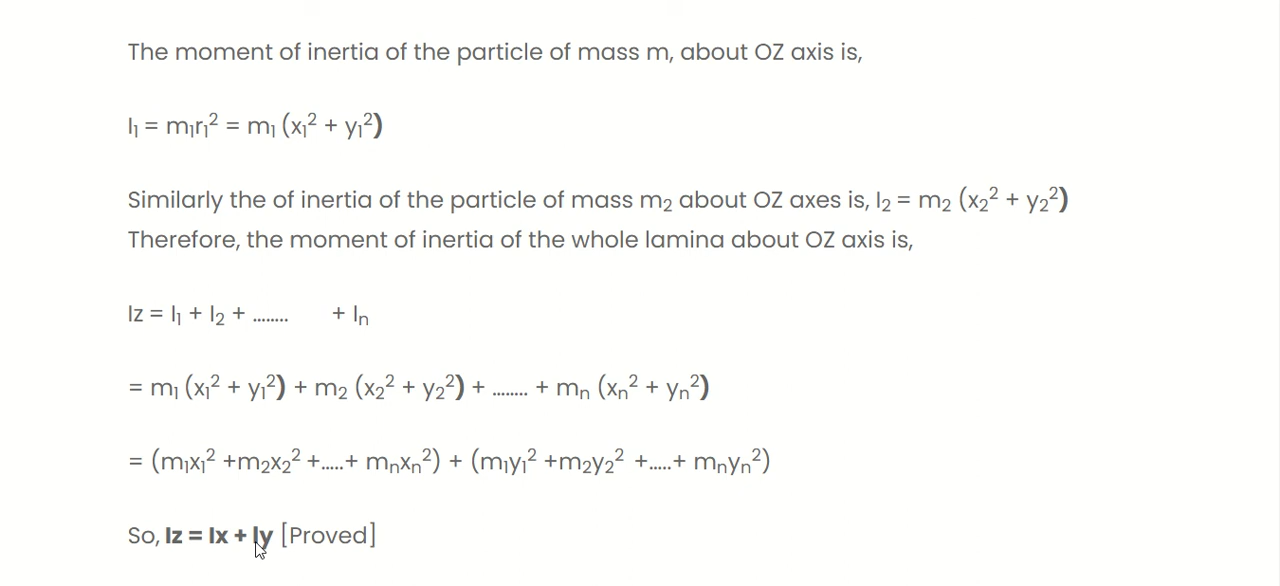 The moment of inertia of the particle of mass m, about OZ axis is,
I₁ = m₁r₁² = m₁ (x₁² + y₁²)
Similarly the of inertia of the particle of mass m₂ about OZ axes is, I₂ = m₂ (x₂² + y₂²)
Therefore, the moment of inertia of the whole lamina about OZ axis is,
Iz = I₁ + I₂ + ........ + Iₙ
= m₁ (x₁² + y₁²) + m₂ (x₂² + y₂²) + ........ + mₙ (xₙ² + yₙ²)
= (m₁x₁² +m₂x₂² +.....+ mₙxₙ²) + (m₁y₁² +m₂y₂² +.....+ mₙyₙ²)
So, Iz = Ix + Iy [Proved]